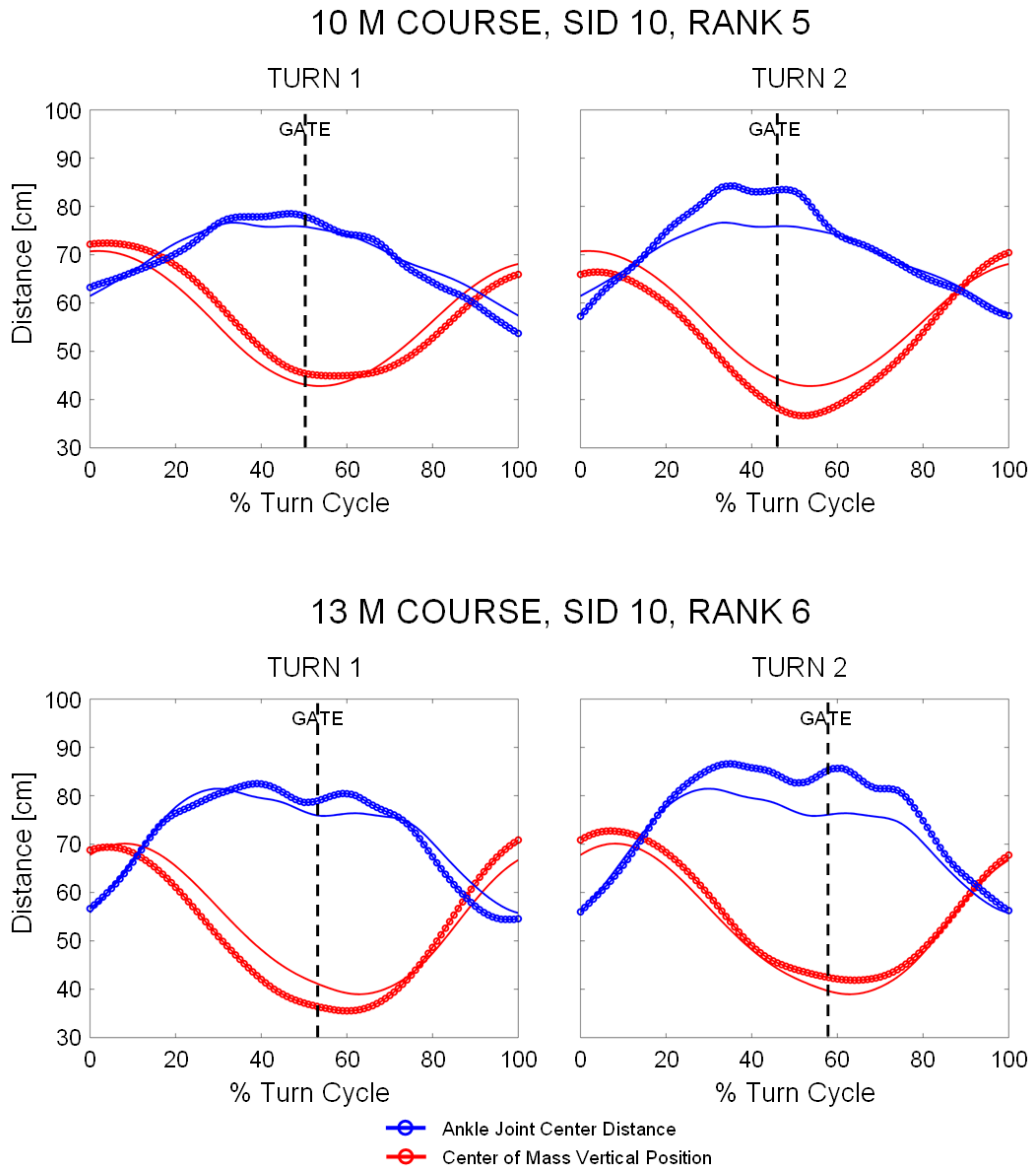 10 M COURSE, SID 10, RANK 5
TURN 1
TURN 2
100
90
80
70
60
50
40
30
Distance [cm]
GATE
GATE
0 20 40 60 80 100
0 20 40 60 80 100
% Turn Cycle
% Turn Cycle
13 M COURSE, SID 10, RANK 6
TURN 1
TURN 2
100
90
80
70
60
50
40
30
Distance [cm]
GATE
GATE
0 20 40 60 80 100
0 20 40 60 80 100
% Turn Cycle
% Turn Cycle
Ankle Joint Center Distance
Center of Mass Vertical Position